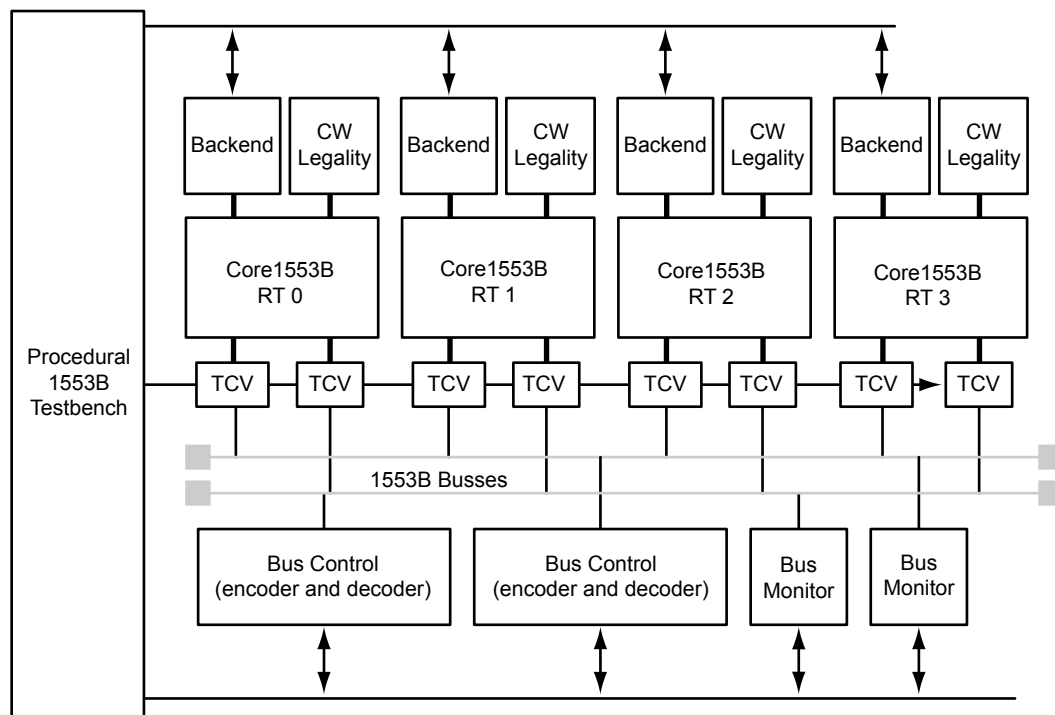 Procedural
1553B
Testbench
Backend
CW
Legality
Backend
CW
Legality
Backend
CW
Legality
Backend
CW
Legality
Core1553B
RT 0
Core1553B
RT 1
Core1553B
RT 2
Core1553B
RT 3
TCV
TCV
TCV
TCV
TCV
TCV
TCV
TCV
1553B Busses
Bus Control
(encoder and decoder)
Bus Control
(encoder and decoder)
Bus
Monitor
Bus
Monitor